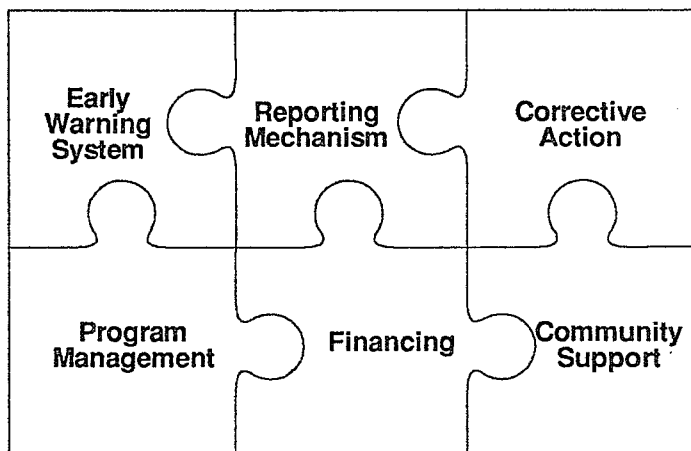 Early
Warning
System
Reporting
Mechanism
Corrective
Action
Program
Management
Financing
Community
Support